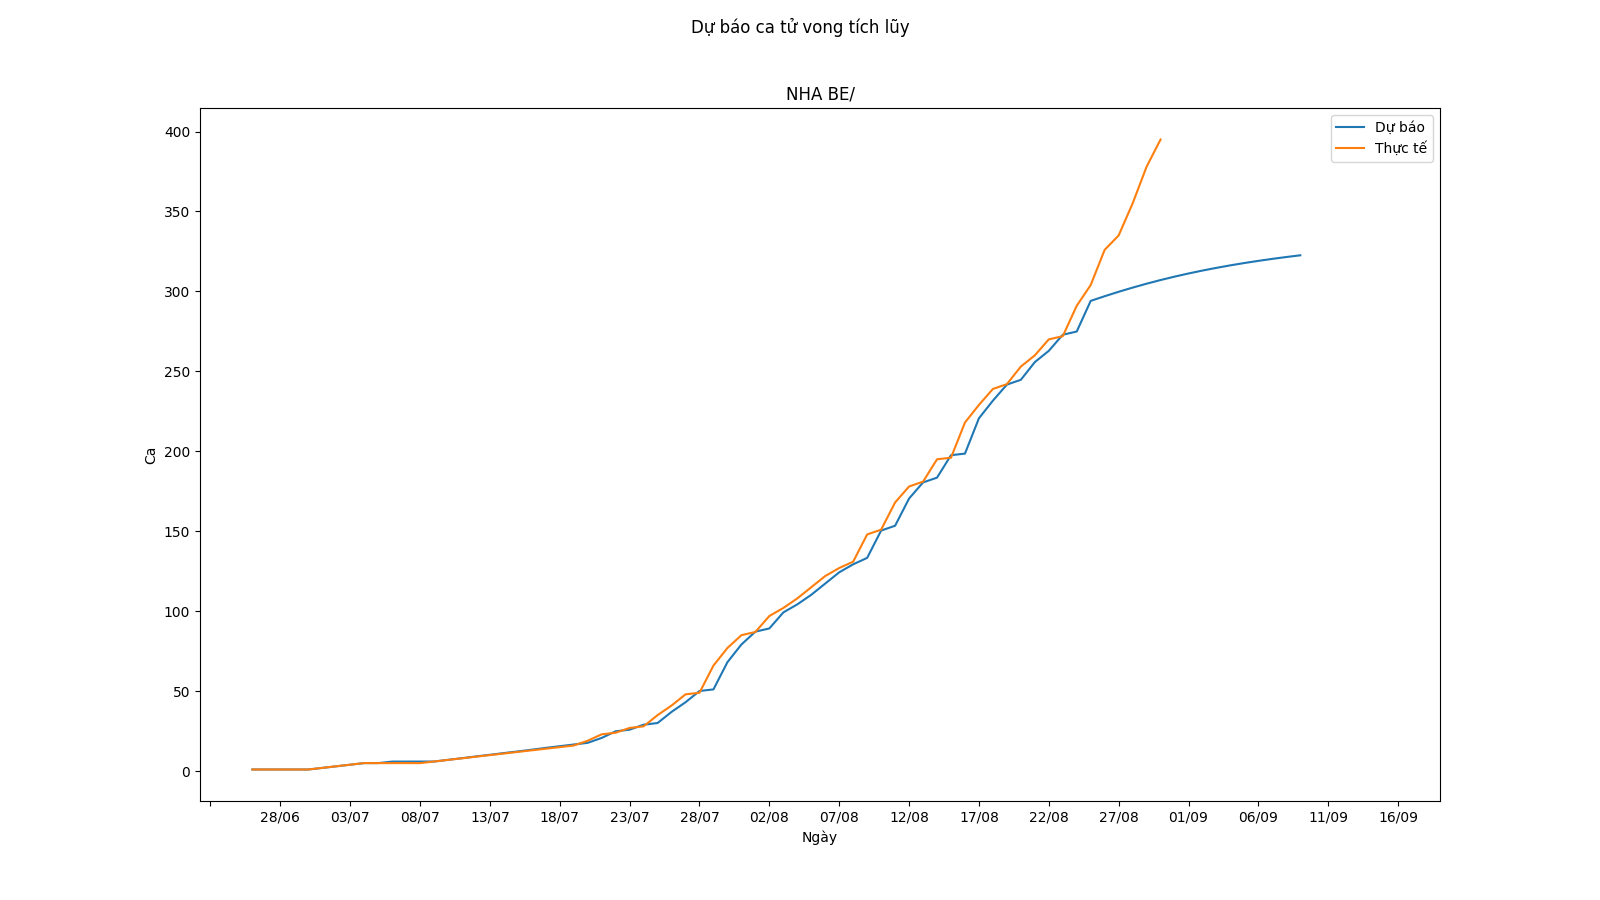 Dự báo ca tử vong tích lũy
NHA BE/
Dự báo
Thực tế
400
350
300
250
200
150
100
50
0
Ca
28/06 03/07 08/07 13/07 18/07 23/07 28/07 02/08 07/08 12/08 17/08 22/08 27/08 01/09 06/09 11/09 16/09
Ngày